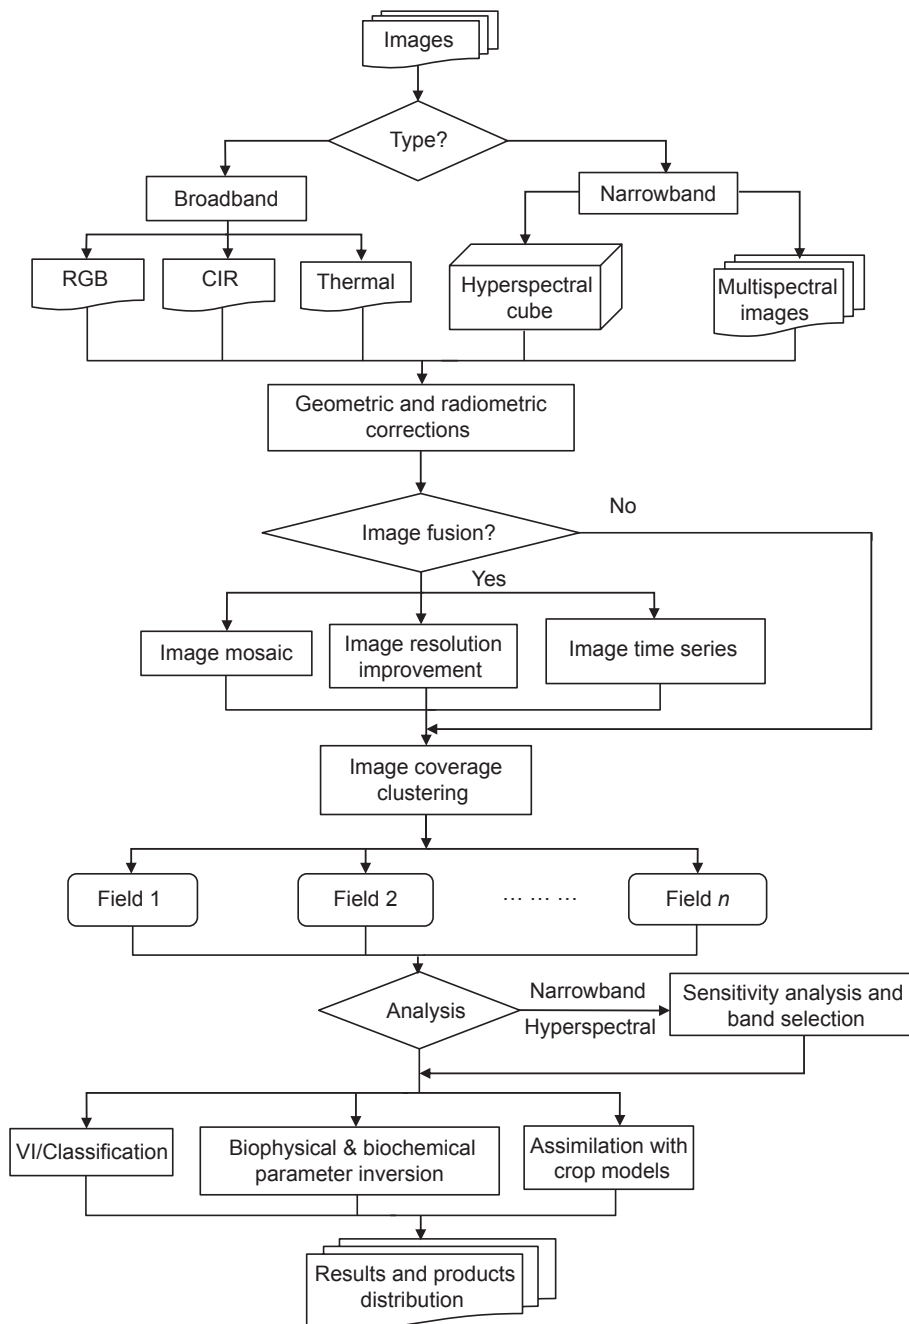 Images
Type?
Broadband
Narrowband
RGB
CIR
Thermal
Hyperspectral
cube
Multispectral
images
Geometric and radiometric
corrections
Image fusion?
No
Yes
Image mosaic
Image resolution
improvement
Image time series
Image coverage
clustering
Field 1
Field 2
… … …
Field n
Analysis
Narrowband
Hyperspectral
Sensitivity analysis and
band selection
VI/Classification
Biophysical & biochemical
parameter inversion
Assimilation with
crop models
Results and products
distribution